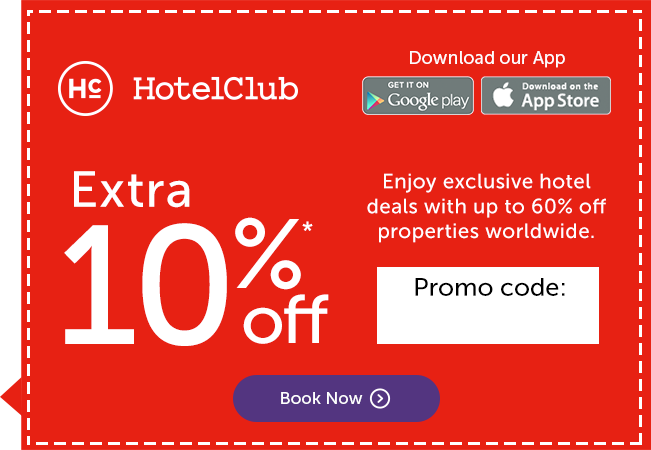 HC HotelClub
Download our App
GET IT ON
Google play
Download on the
App Store
Extra
10%*
off
Enjoy exclusive hotel
deals with up to 60% off
properties worldwide.
Promo code:
Book Now